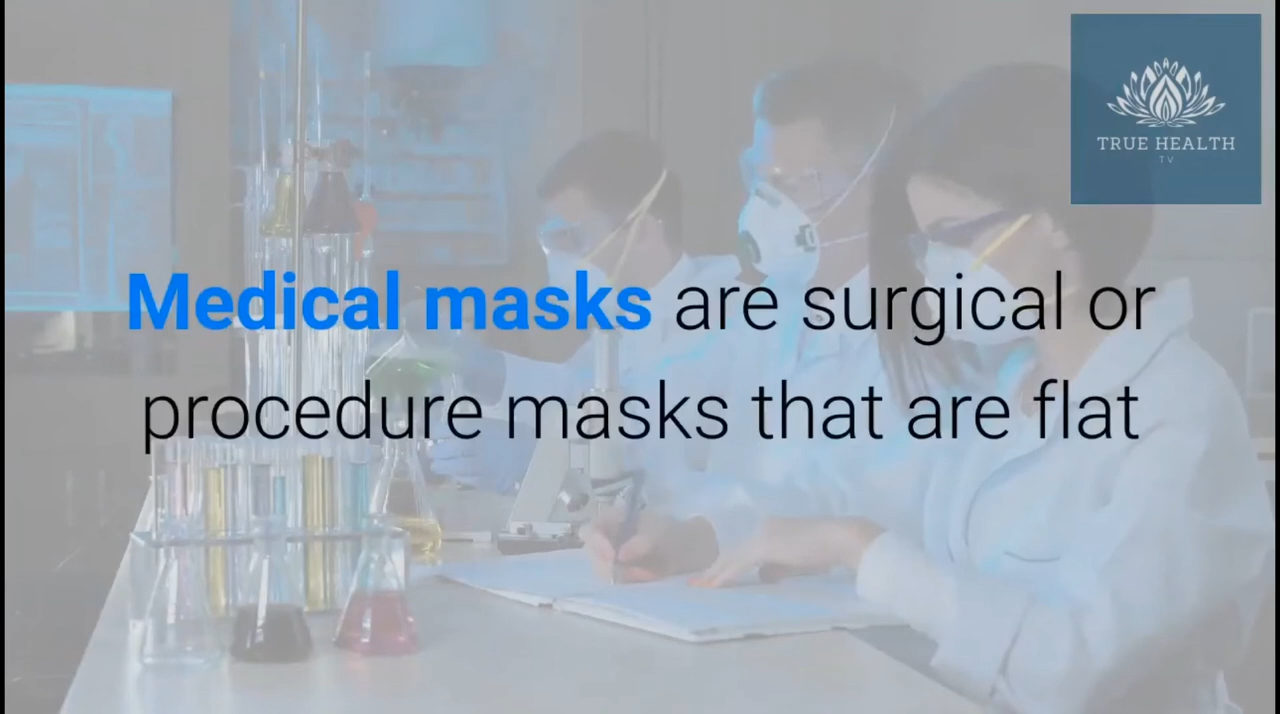 TRUE HEALTH
TV
Medical masks are surgical or
procedure masks that are flat